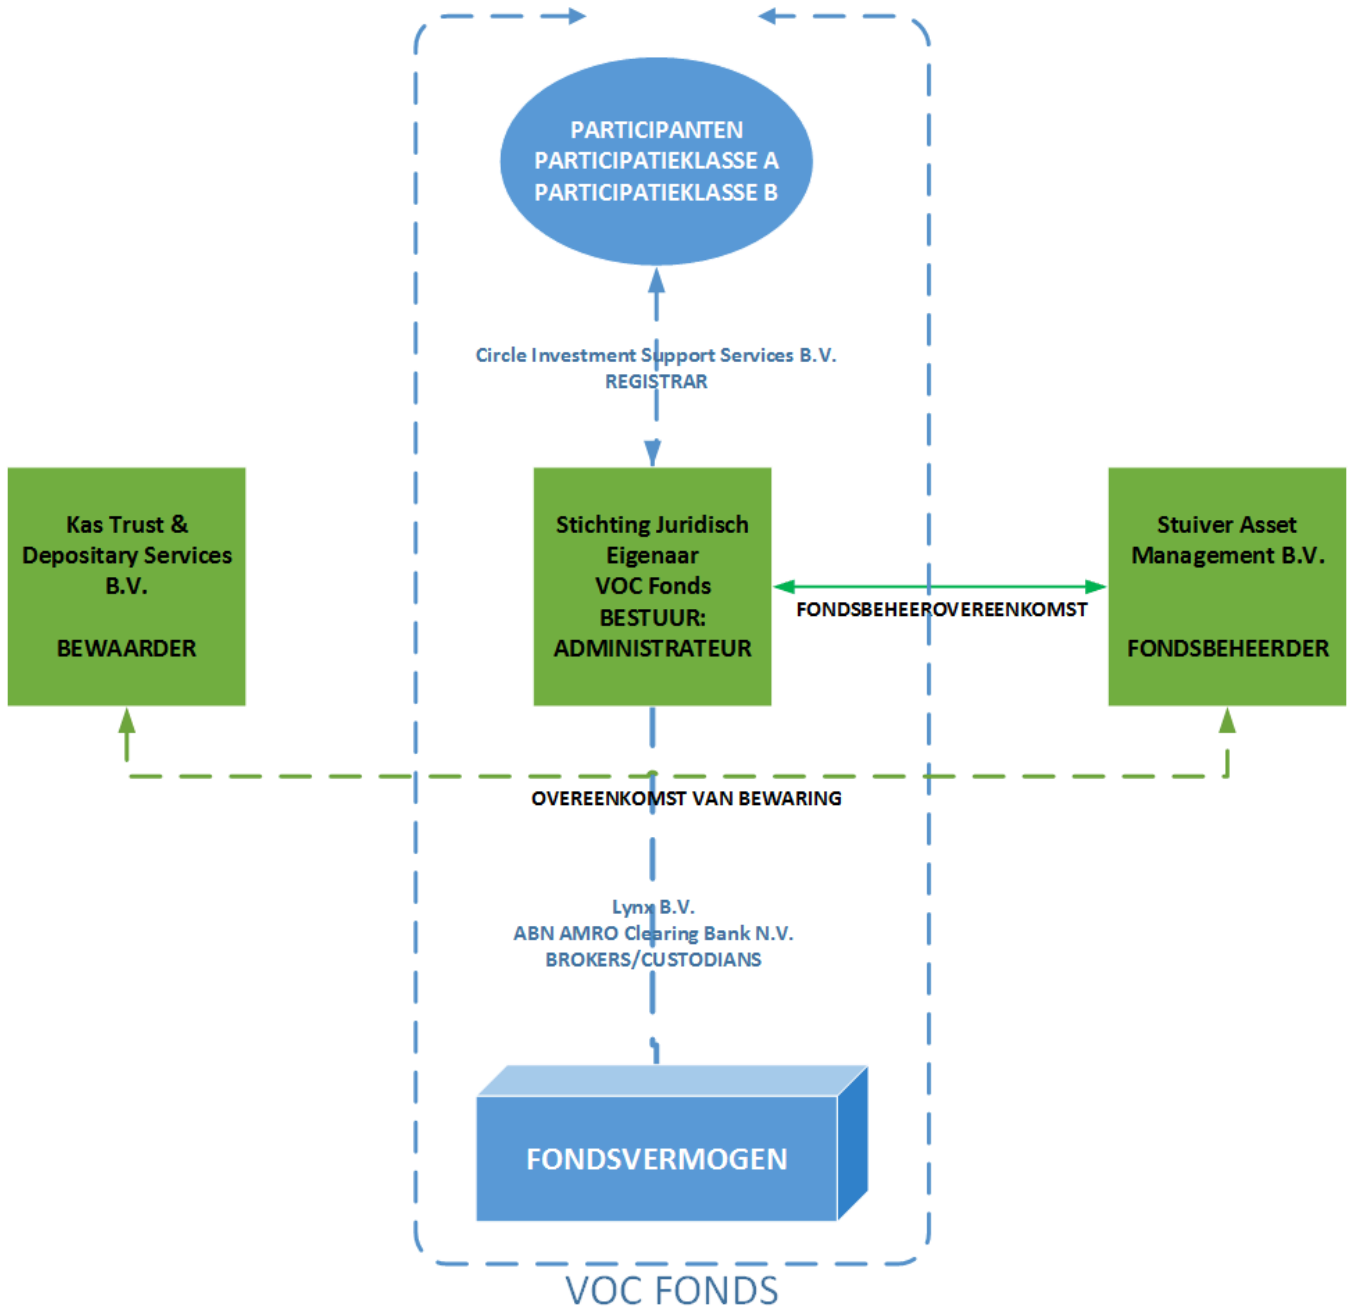 PARTICIPANTEN
PARTICIPATIEKLASSE A
PARTICIPATIEKLASSE B
Circle Investment Support Services B.V.
REGISTRAR
Kas Trust &
Depositary Services
B.V.
BEWAARDER
Stichting Juridisch
Eigenaar
VOC Fonds
BESTUUR:
ADMINISTRATEUR
FONDSBEHEEROVEREENKOMST
Stuiver Asset
Management B.V.
FONDSBEHEERDER
OVEREENKOMST VAN BEWARING
Lynx B.V.
ABN AMRO Clearing Bank N.V.
BROKERS/CUSTODIANS
FONDSVERMOGEN
VOC FONDS